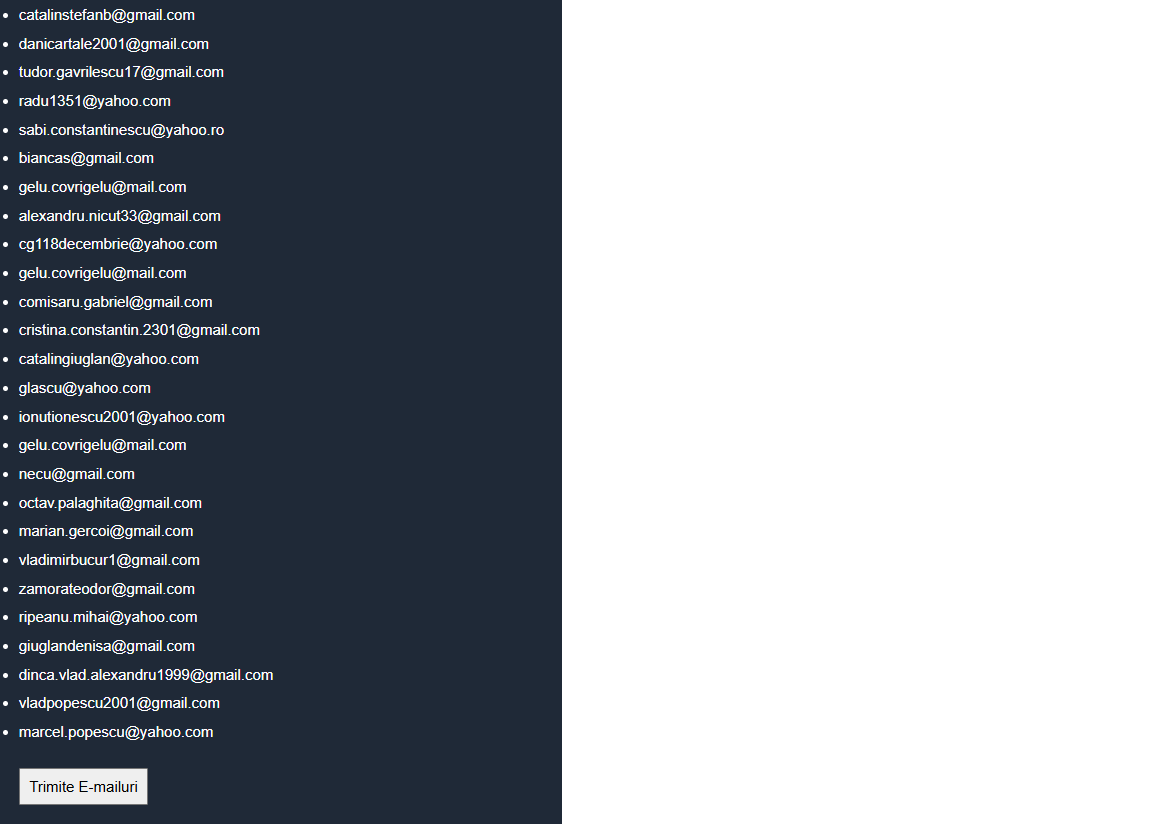 catalinstefanb@gmail.com
danicartale2001@gmail.com
tudor.gavrilescu17@gmail.com
radu1351@yahoo.com
sabi.constantinescu@yahoo.ro
biancas@gmail.com
gelu.covrigelu@mail.com
alexandru.nicut33@gmail.com
cg118decembrie@yahoo.com
gelu.covrigelu@mail.com
comisaru.gabriel@gmail.com
cristina.constantin.2301@gmail.com
catalingiuglan@yahoo.com
glascu@yahoo.com
ionutionescu2001@yahoo.com
gelu.covrigelu@mail.com
necu@gmail.com
octav.palaghita@gmail.com
marian.gercoi@gmail.com
vladimirbucur1@gmail.com
zamorateodor@gmail.com
ripeanu.mihai@yahoo.com
giuglandenisa@gmail.com
dinca.vlad.alexandru1999@gmail.com
vladpopescu2001@gmail.com
marcel.popescu@yahoo.com
Trimite E-mailuri